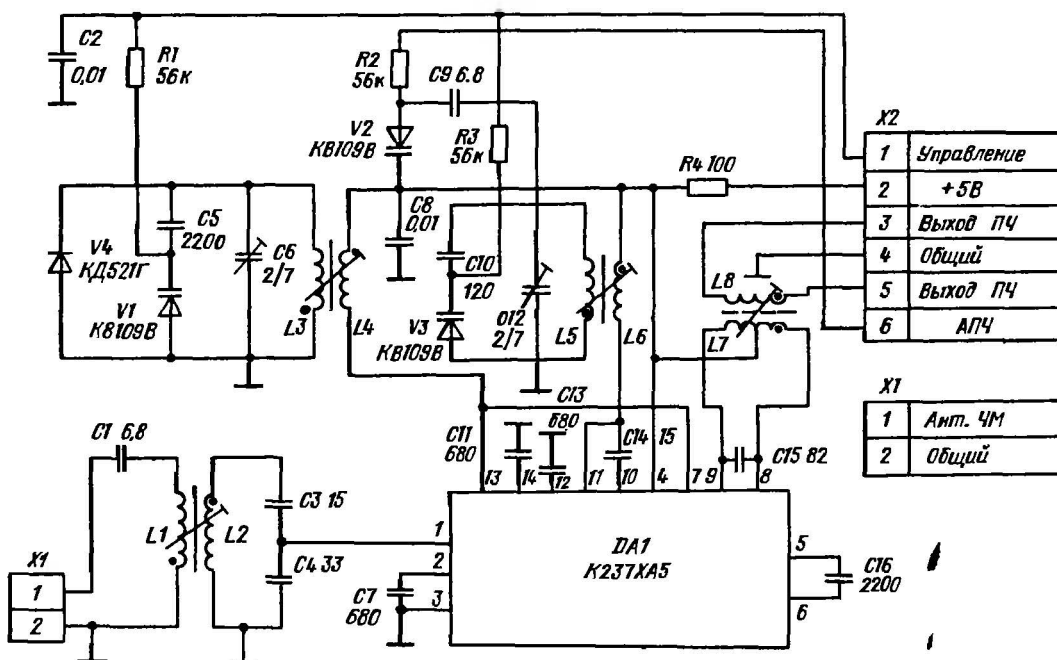 C2
0,01
R1
56к
R2
56к
C9 6.8
V2
КВ109В
R3
56к
R4 100
X2
1 Управление
2 +5В
3 Выход ПЧ
4 Общий
5 Выход ПЧ
6 АПЧ
V4
КД521Г
C5
2200
V1
КВ109В
C6
2/7
L3
L4
C8
0,01
C10
120
V3
КВ109В
012
2/7
L5
L6
L8
L7
X1
1 Ант. ЧМ
2 Общий
C1 6,8
L1
L2
C3 15
C4 33
X1
1
2
C11
680
C13
680
C14 15
C15 82
13
14
12
11
10
4
7
9
8
1
2
3
C7
680
DA1
К237ХА5
5
6
C16
2200